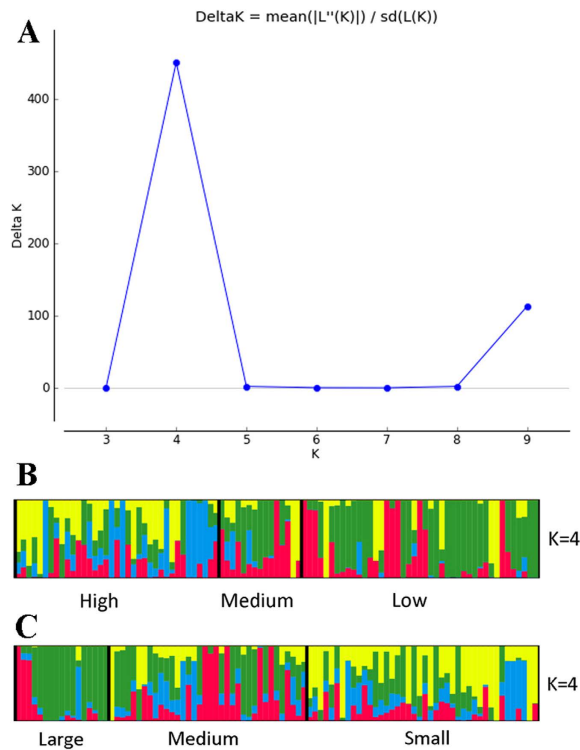 A
DeltaK = mean(|L''(K)|) / sd(L(K))
400
300
200
100
0
Delta K
3 4 5 6 7 8 9
K
B
K=4
High Medium Low
C
K=4
Large Medium Small